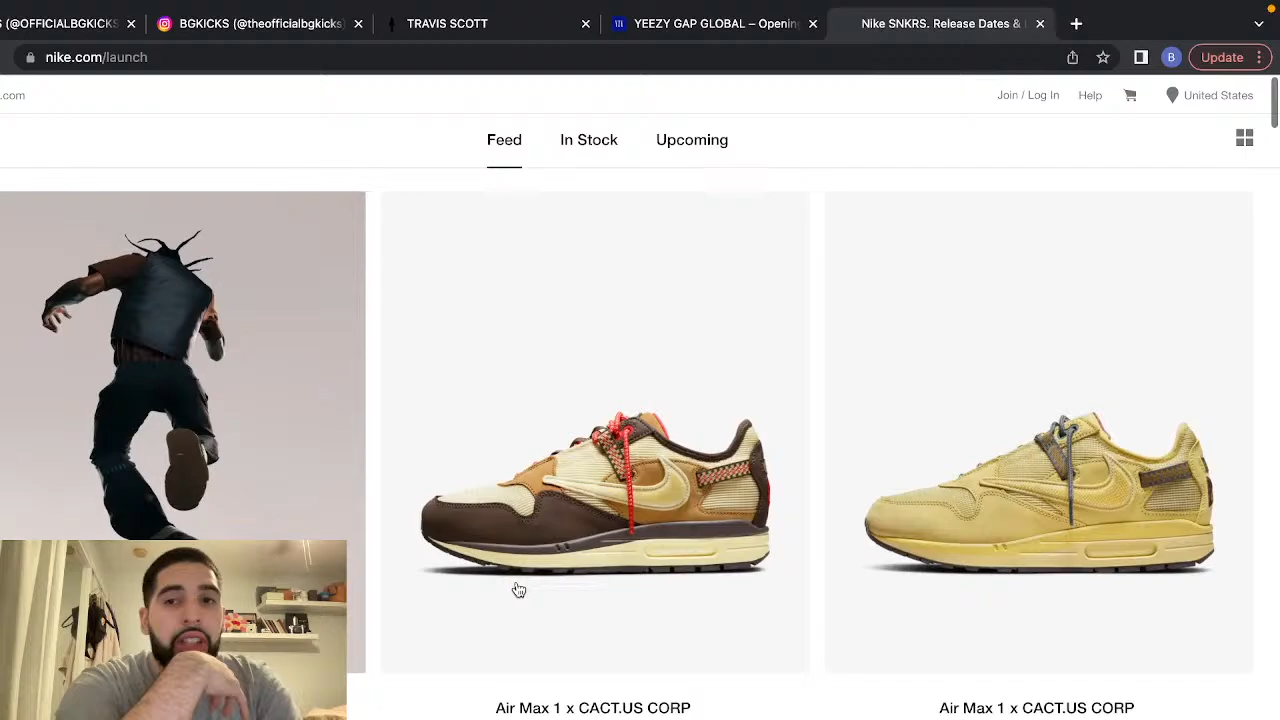 S (@OFFICIALBGKICKS) BGKICKS (@theofficialbgkicks) TRAVIS SCOTT YEEZY GAP GLOBAL – Opening Nike SNKRS. Release Dates &
nike.com/launch B Update
.com Join / Log In Help United States
Feed In Stock Upcoming
Air Max 1 x CACT.US CORP Air Max 1 x CACT.US CORP